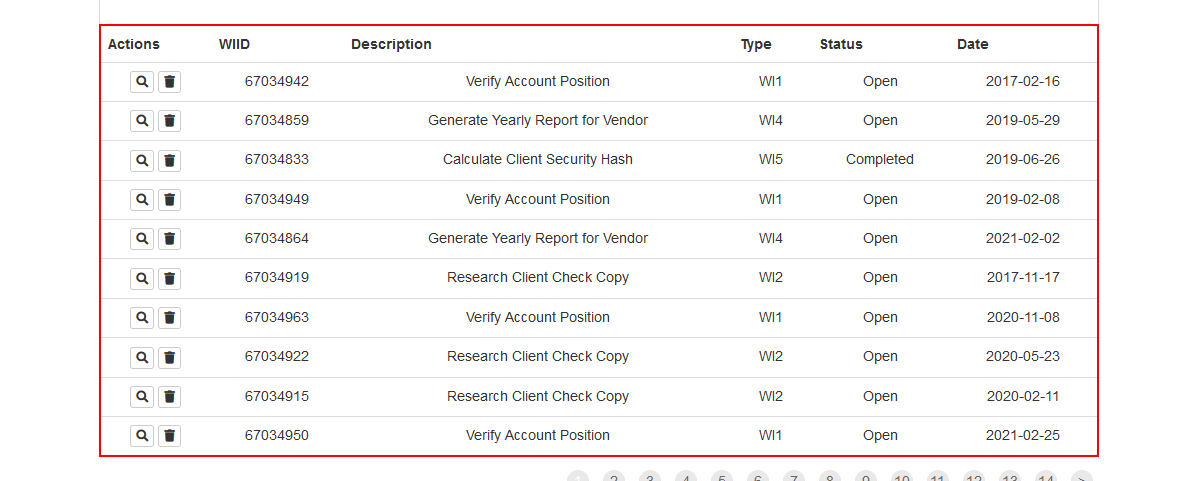 Actions WIID Description Type Status Date
67034942 Verify Account Position WI1 Open 2017-02-16
67034859 Generate Yearly Report for Vendor WI4 Open 2019-05-29
67034833 Calculate Client Security Hash WI5 Completed 2019-06-26
67034949 Verify Account Position WI1 Open 2019-02-08
67034864 Generate Yearly Report for Vendor WI4 Open 2021-02-02
67034919 Research Client Check Copy WI2 Open 2017-11-17
67034963 Verify Account Position WI1 Open 2020-11-08
67034922 Research Client Check Copy WI2 Open 2020-05-23
67034915 Research Client Check Copy WI2 Open 2020-02-11
67034950 Verify Account Position WI1 Open 2021-02-25
1 2 3 4 5 6 7 8 9 10 11 12 13 14 >